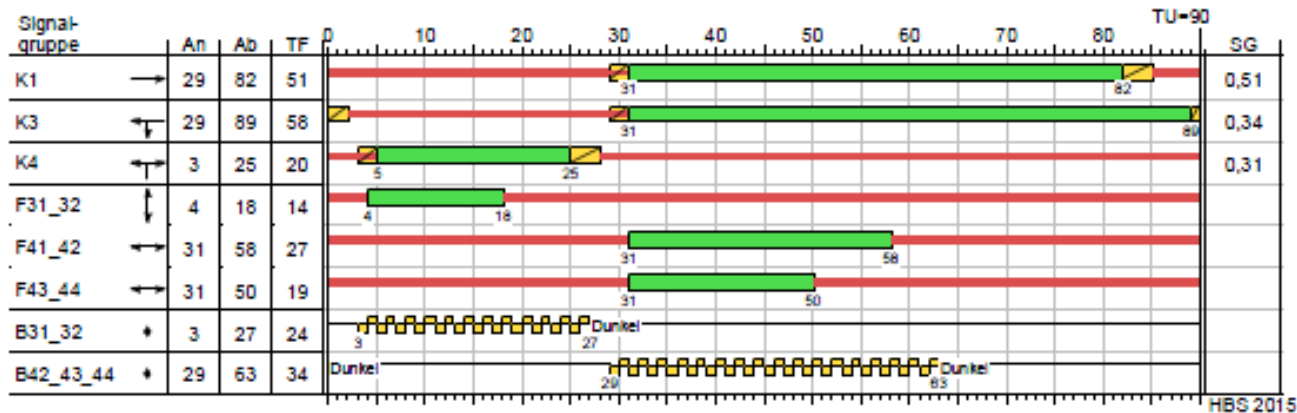 TU=90
Signal-
gruppe An Ab TF 0 10 20 30 40 50 60 70 80 SG
K1 29 82 51 31 82 0,51
K3 29 89 58 31 89 0,34
K4 3 25 20 5 25 0,31
F31_32 4 18 14 4 18
F41_42 31 58 27 31 58
F43_44 31 50 19 31 50
B31_32 3 27 24 3 27 Dunkel
B42_43_44 29 63 34 Dunkel 29 63 Dunkel
HBS 2015